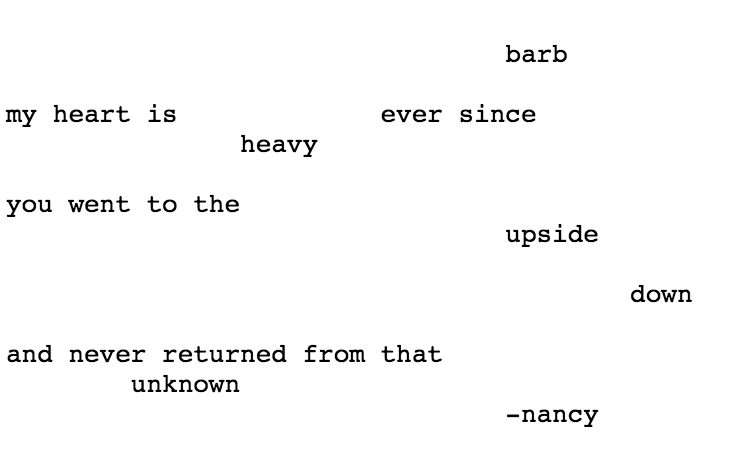 barb
my heart is ever since
heavy
you went to the
upside
down
and never returned from that
unknown
-nancy